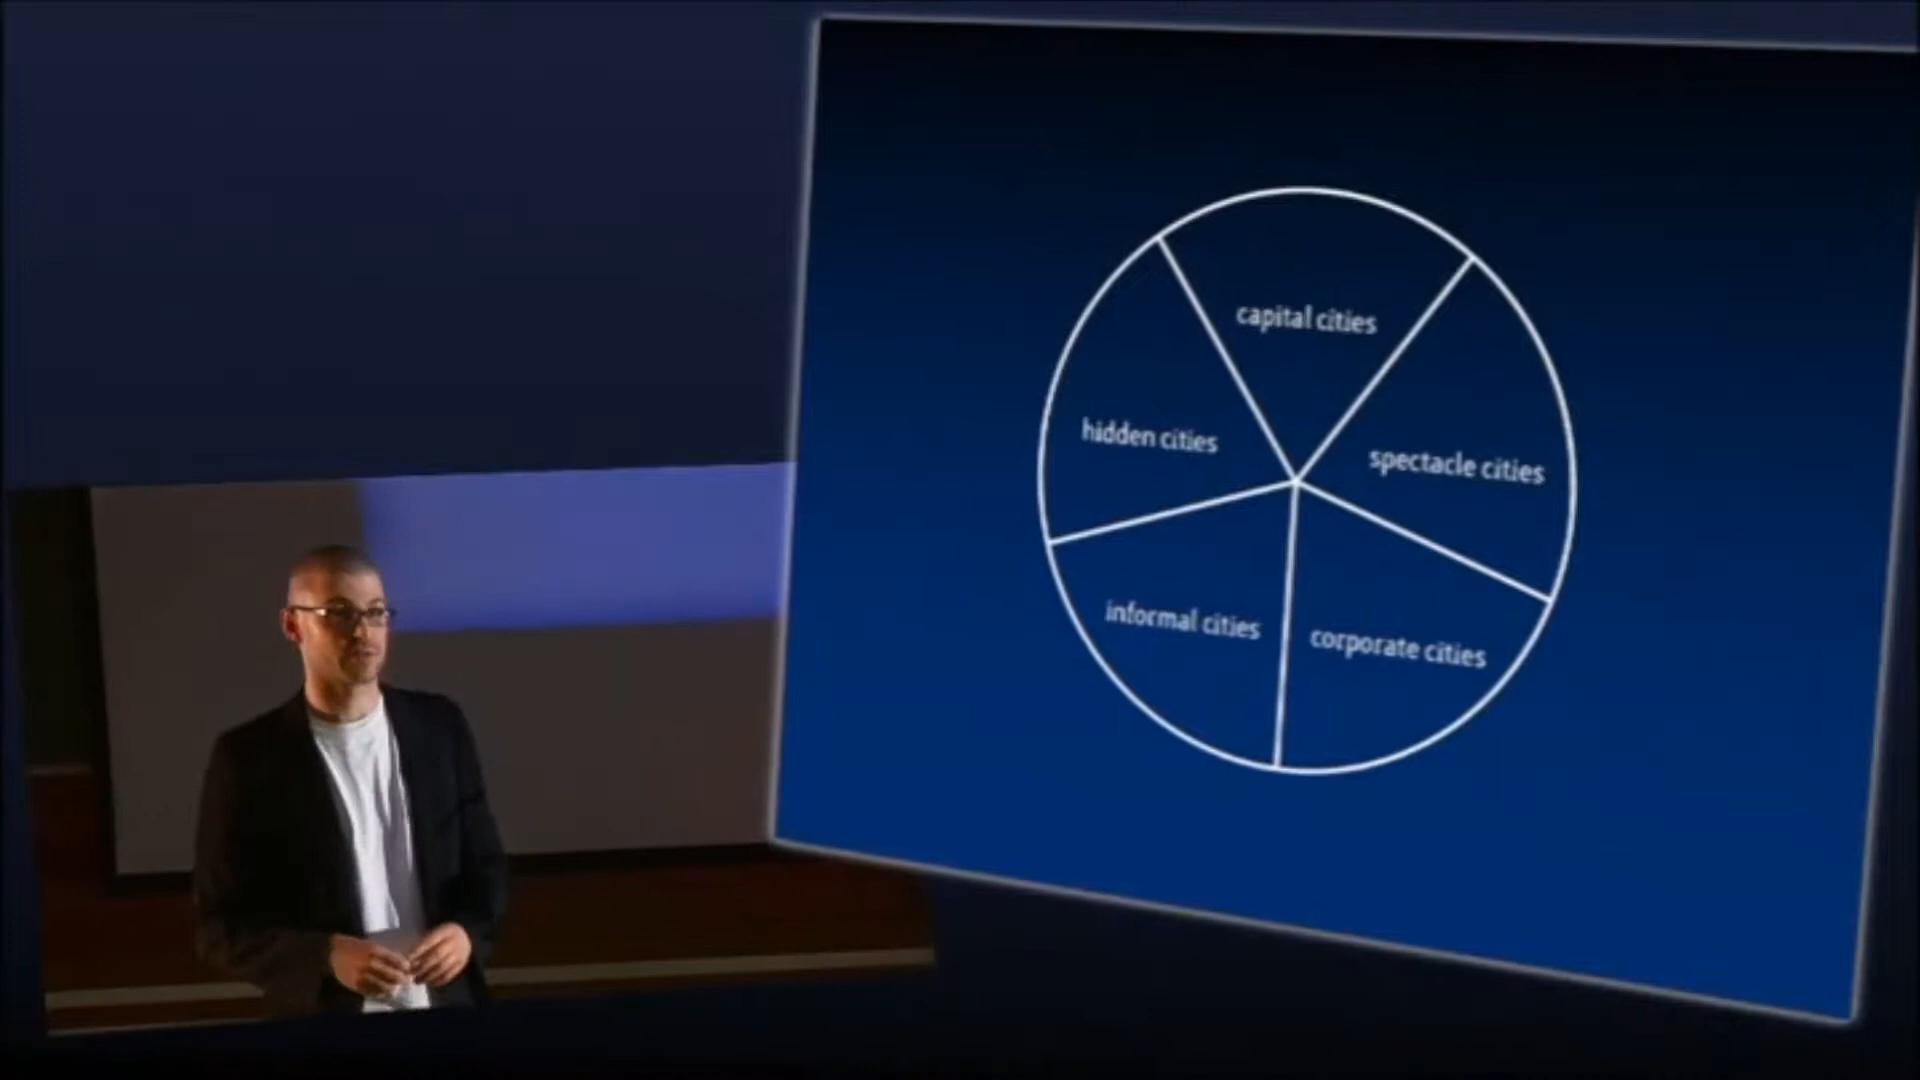 capital cities
hidden cities
spectacle cities
informal cities
corporate cities